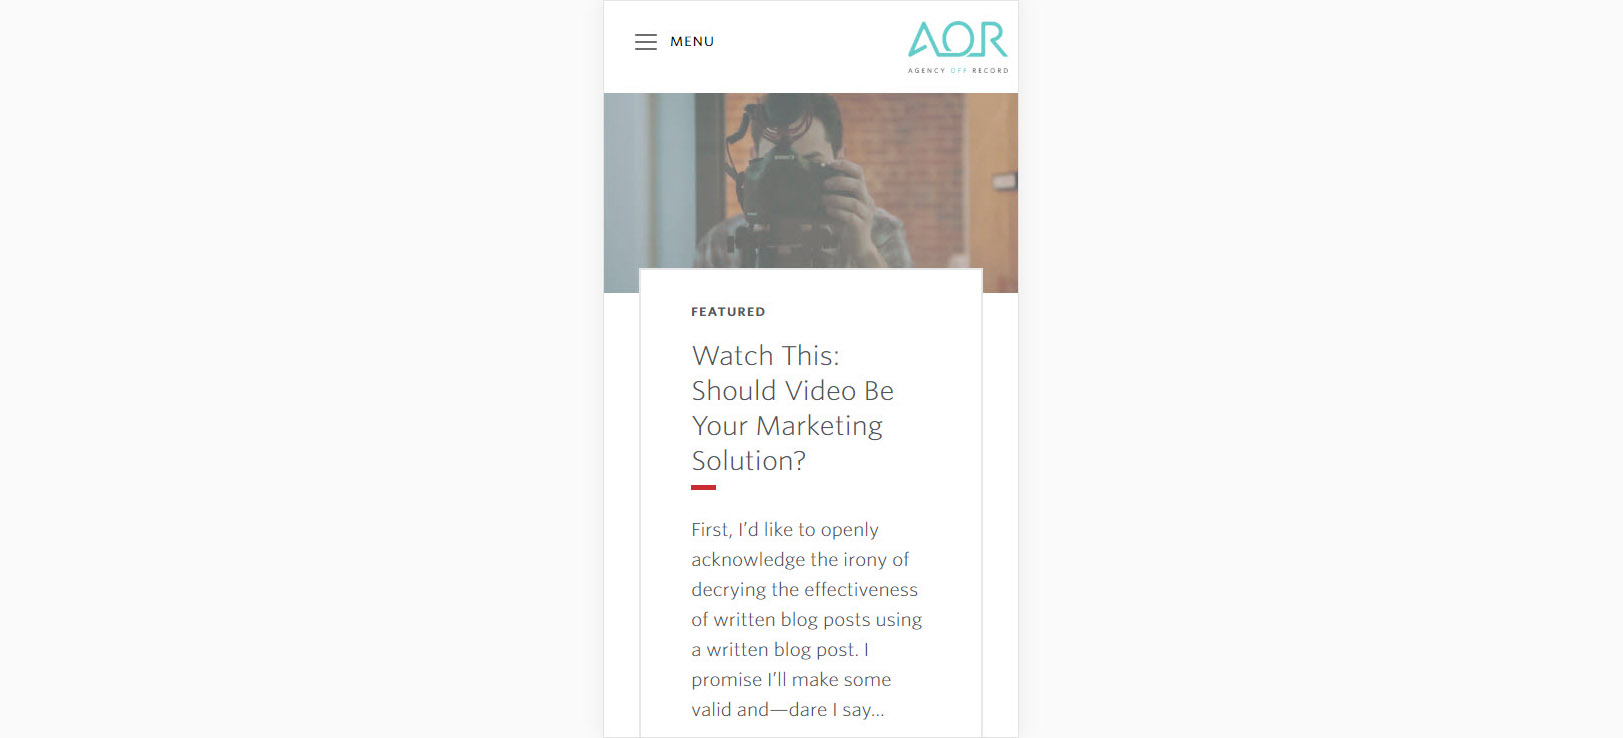 MENU
AOR
AGENCY OFF RECORD
FEATURED
Watch This:
Should Video Be
Your Marketing
Solution?
First, I’d like to openly
acknowledge the irony of
decrying the effectiveness
of written blog posts using
a written blog post. I
promise I’ll make some
valid and—dare I say...